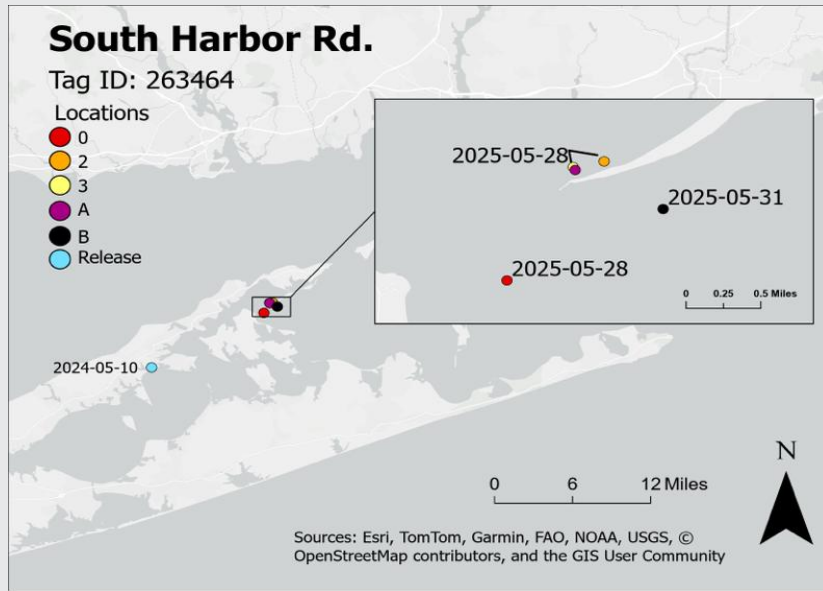 South Harbor Rd.
Tag ID: 263464
Locations
0
2
3
A
B
Release
2025-05-28
2025-05-31
2025-05-28
0 0.25 0.5 Miles
2024-05-10
N
0 6 12 Miles
Sources: Esri, TomTom, Garmin, FAO, NOAA, USGS, ©
OpenStreetMap contributors, and the GIS User Community